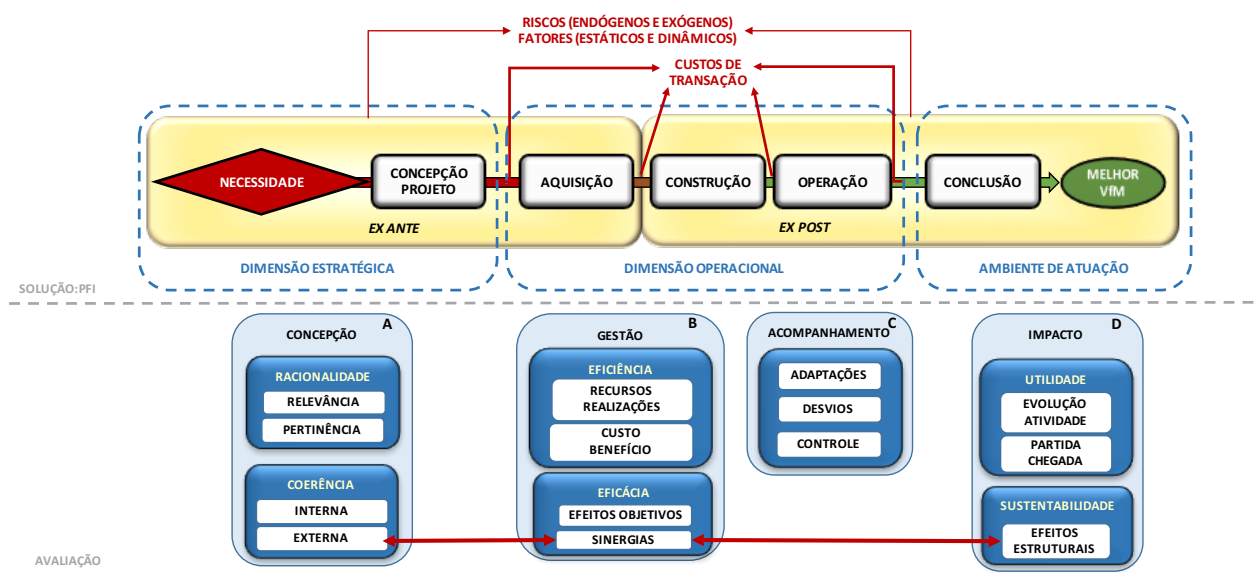 RISCOS (ENDÓGENOS E EXÓGENOS)
FATORES (ESTÁTICOS E DINÂMICOS)
CUSTOS DE
TRANSAÇÃO
NECESSIDADE
CONCEPÇÃO
PROJETO
AQUISIÇÃO
CONSTRUÇÃO
OPERAÇÃO
CONCLUSÃO
MELHOR
VfM
EX ANTE
EX POST
DIMENSÃO ESTRATÉGICA
DIMENSÃO OPERACIONAL
AMBIENTE DE ATUAÇÃO
SOLUÇÃO:PFI
CONCEPÇÃO
A
RACIONALIDADE
RELEVÂNCIA
PERTINÊNCIA
COERÊNCIA
INTERNA
EXTERNA
GESTÃO
B
EFICIÊNCIA
RECURSOS
REALIZAÇÕES
CUSTO
BENEFÍCIO
EFICÁCIA
EFEITOS OBJETIVOS
SINERGIAS
ACOMPANHAMENTO
C
ADAPTAÇÕES
DESVIOS
CONTROLE
IMPACTO
D
UTILIDADE
EVOLUÇÃO
ATIVIDADE
PARTIDA
CHEGADA
SUSTENTABILIDADE
EFEITOS
ESTRUTURAIS
AVALIAÇÃO